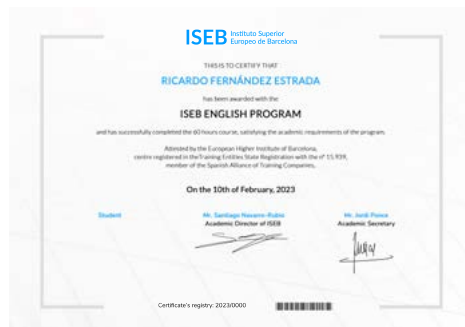 ISEB Instituto Superior
Europeo de Barcelona
THIS IS TO CERTIFY THAT
RICARDO FERNÁNDEZ ESTRADA
has been awarded with the
ISEB ENGLISH PROGRAM
and has successfully completed the 60 hours course, satisfying the academic requirements of the program.
Attested by the European Higher Institute of Barcelona,
centre registered in the Training Entities State Registration with the nº 15.939,
member of the Spanish Alliance of Training Companies.
On the 10th of February, 2023
Student
Mr. Santiago Navarro-Rubio
Academic Director of ISEB
Mr. Jordi Ponce
Academic Secretary
Certificate's registry: 2023/0000